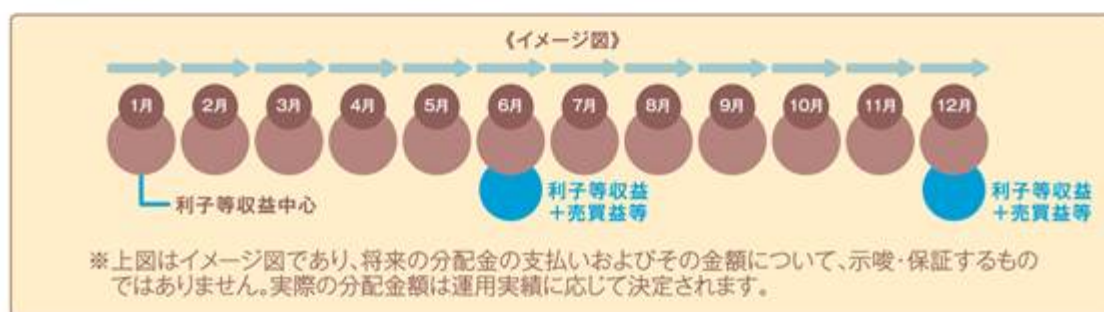 《イメージ図》
1月 2月 3月 4月 5月 6月 7月 8月 9月 10月 11月 12月
利子等収益中心
利子等収益
+売買益等
利子等収益
+売買益等
※上図はイメージ図であり、将来の分配金の支払いおよびその金額について、示唆・保証するもの
ではありません。実際の分配金額は運用実績に応じて決定されます。